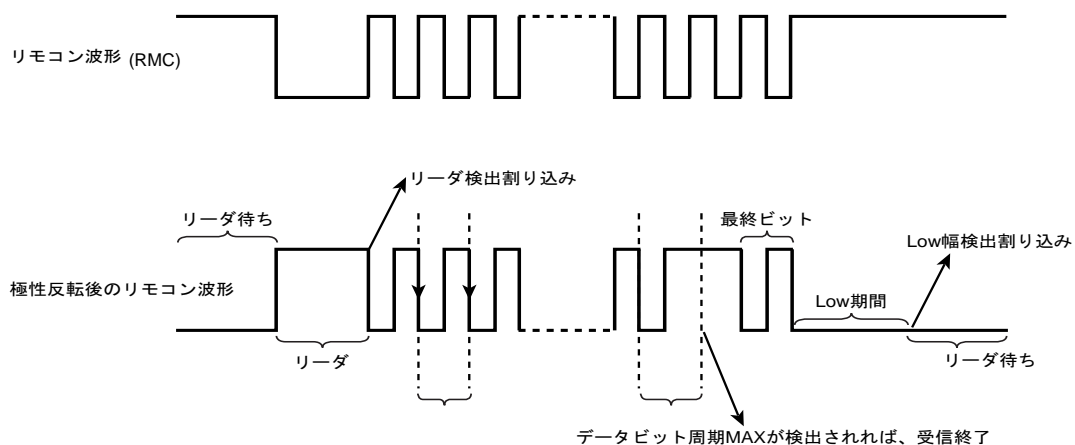 リモコン波形 (RMC)
リーダ検出割り込み
リーダ待ち
最終ビット
Low幅検出割り込み
極性反転後のリモコン波形
Low期間
リーダ
リーダ待ち
データビット周期MAXが検出されれば、受信終了